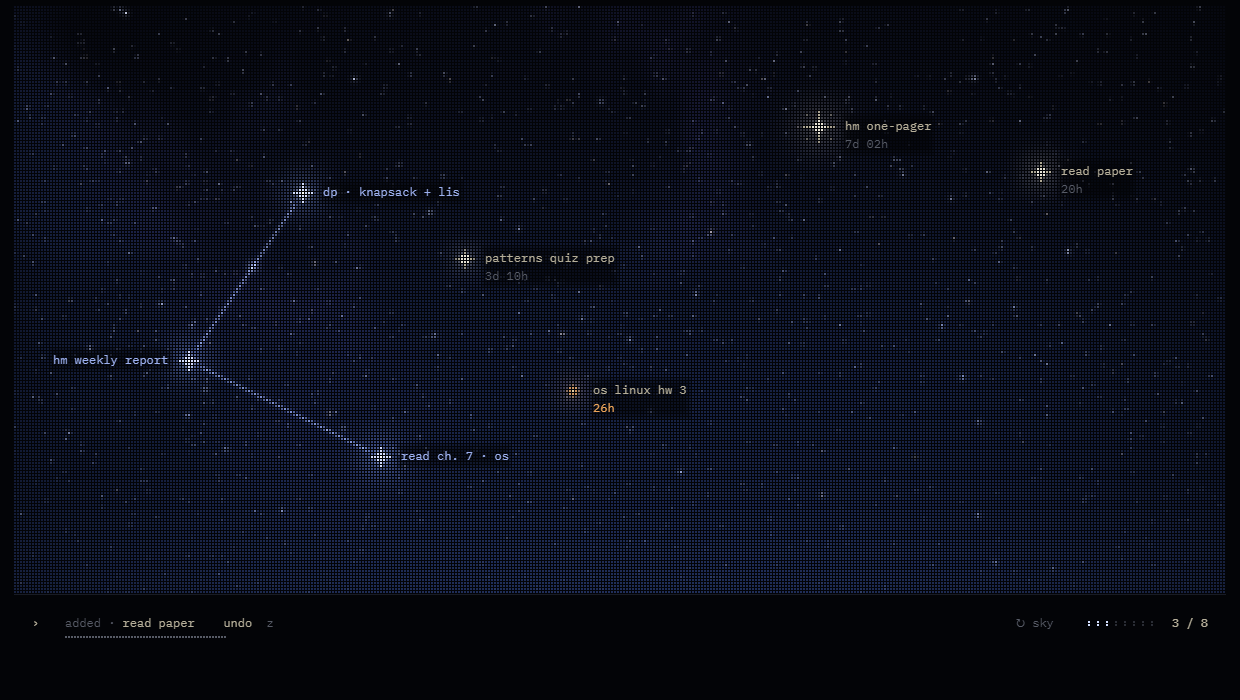 hm one-pager
7d 02h
read paper
20h
dp · knapsack + lis
patterns quiz prep
3d 10h
hm weekly report
os linux hw 3
26h
read ch. 7 · os
› added · read paper undo z
↻ sky 3 / 8